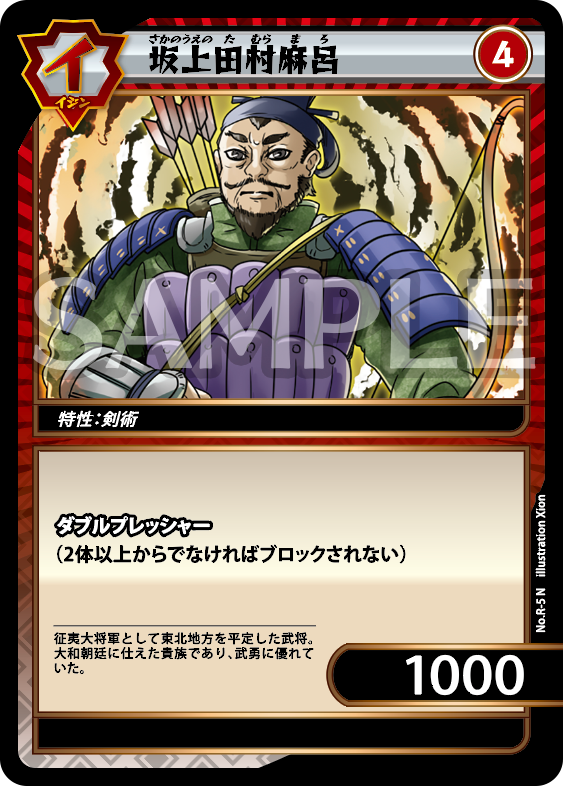 イ
イジン
さかのうえの た むら ま ろ
坂上田村麻呂
4
SAMPLE
特性：剣術
ダブルプレッシャー
（2体以上からでなければブロックされない）
征夷大将軍として東北地方を平定した武将。
大和朝廷に仕えた貴族であり、武勇に優れて
いた。
1000
No.R-5 N illustration Xion